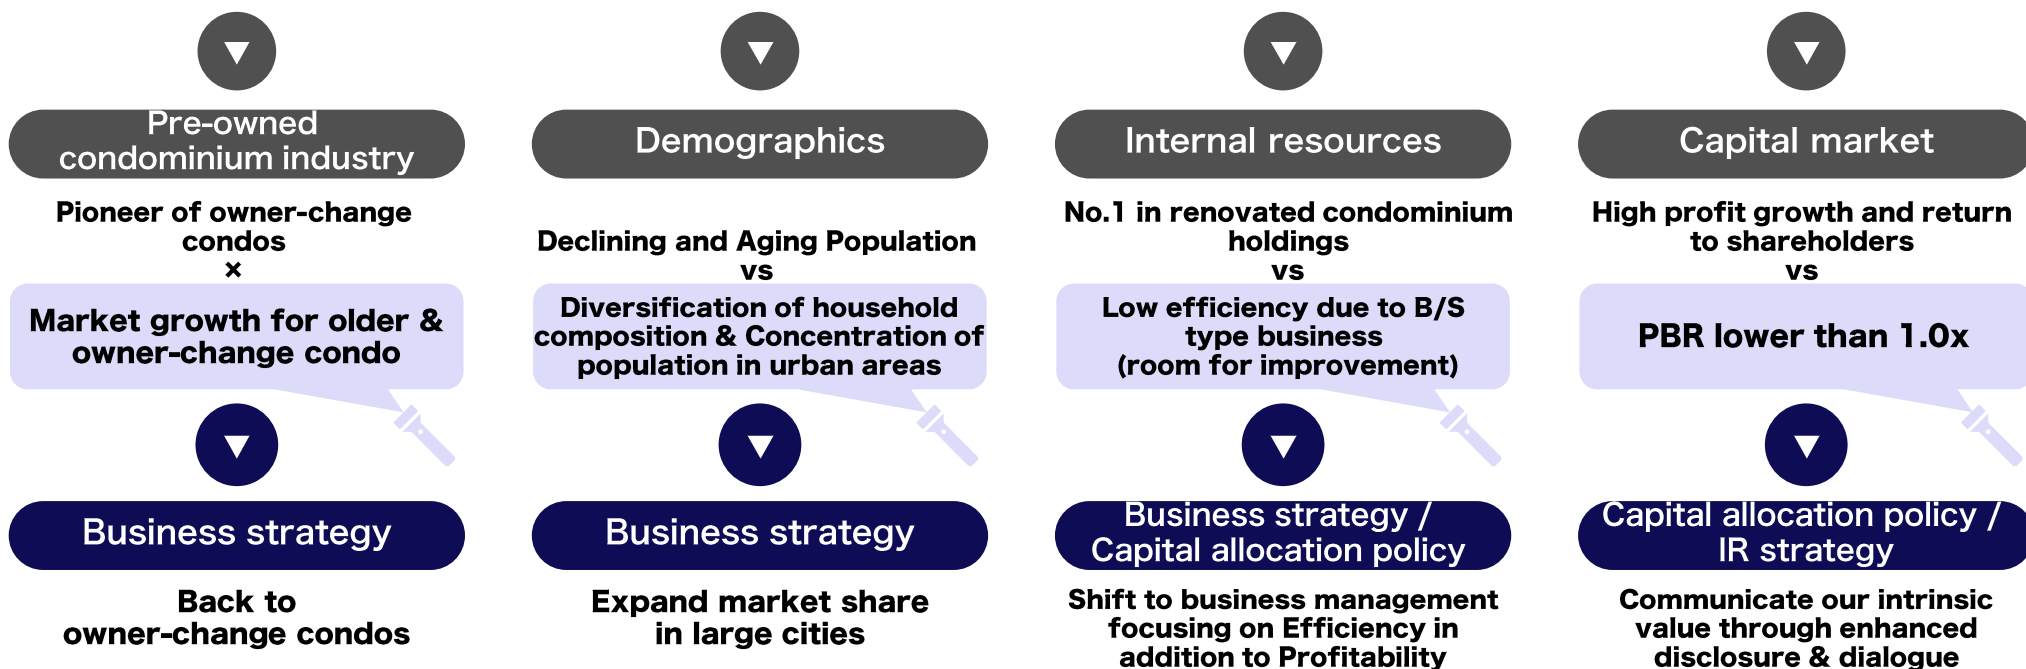 Pre-owned
condominium industry
Pioneer of owner-change
condos
×
Market growth for older &
owner-change condo
Business strategy
Back to
owner-change condos
Demographics
Declining and Aging Population
vs
Diversification of household
composition & Concentration of
population in urban areas
Business strategy
Expand market share
in large cities
Internal resources
No.1 in renovated condominium
holdings
vs
Low efficiency due to B/S
type business
(room for improvement)
Business strategy /
Capital allocation policy
Shift to business management
focusing on Efficiency in
addition to Profitability
Capital market
High profit growth and return
to shareholders
vs
PBR lower than 1.0x
Capital allocation policy /
IR strategy
Communicate our intrinsic
value through enhanced
disclosure & dialogue